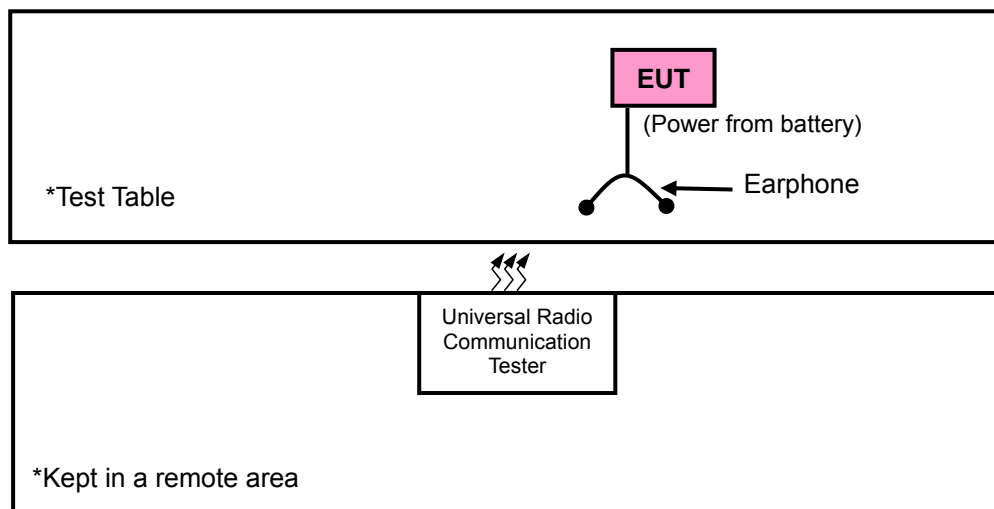 EUT
(Power from battery)
Earphone
*Test Table
Universal Radio
Communication
Tester
*Kept in a remote area